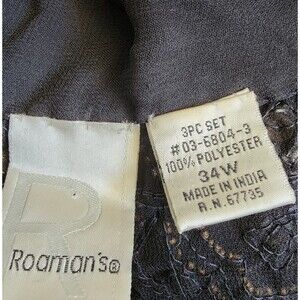 R
Roaman's®
3PC SET
#03-6804-3
100% POLYESTER
34W
MADE IN INDIA
R.N. 67735